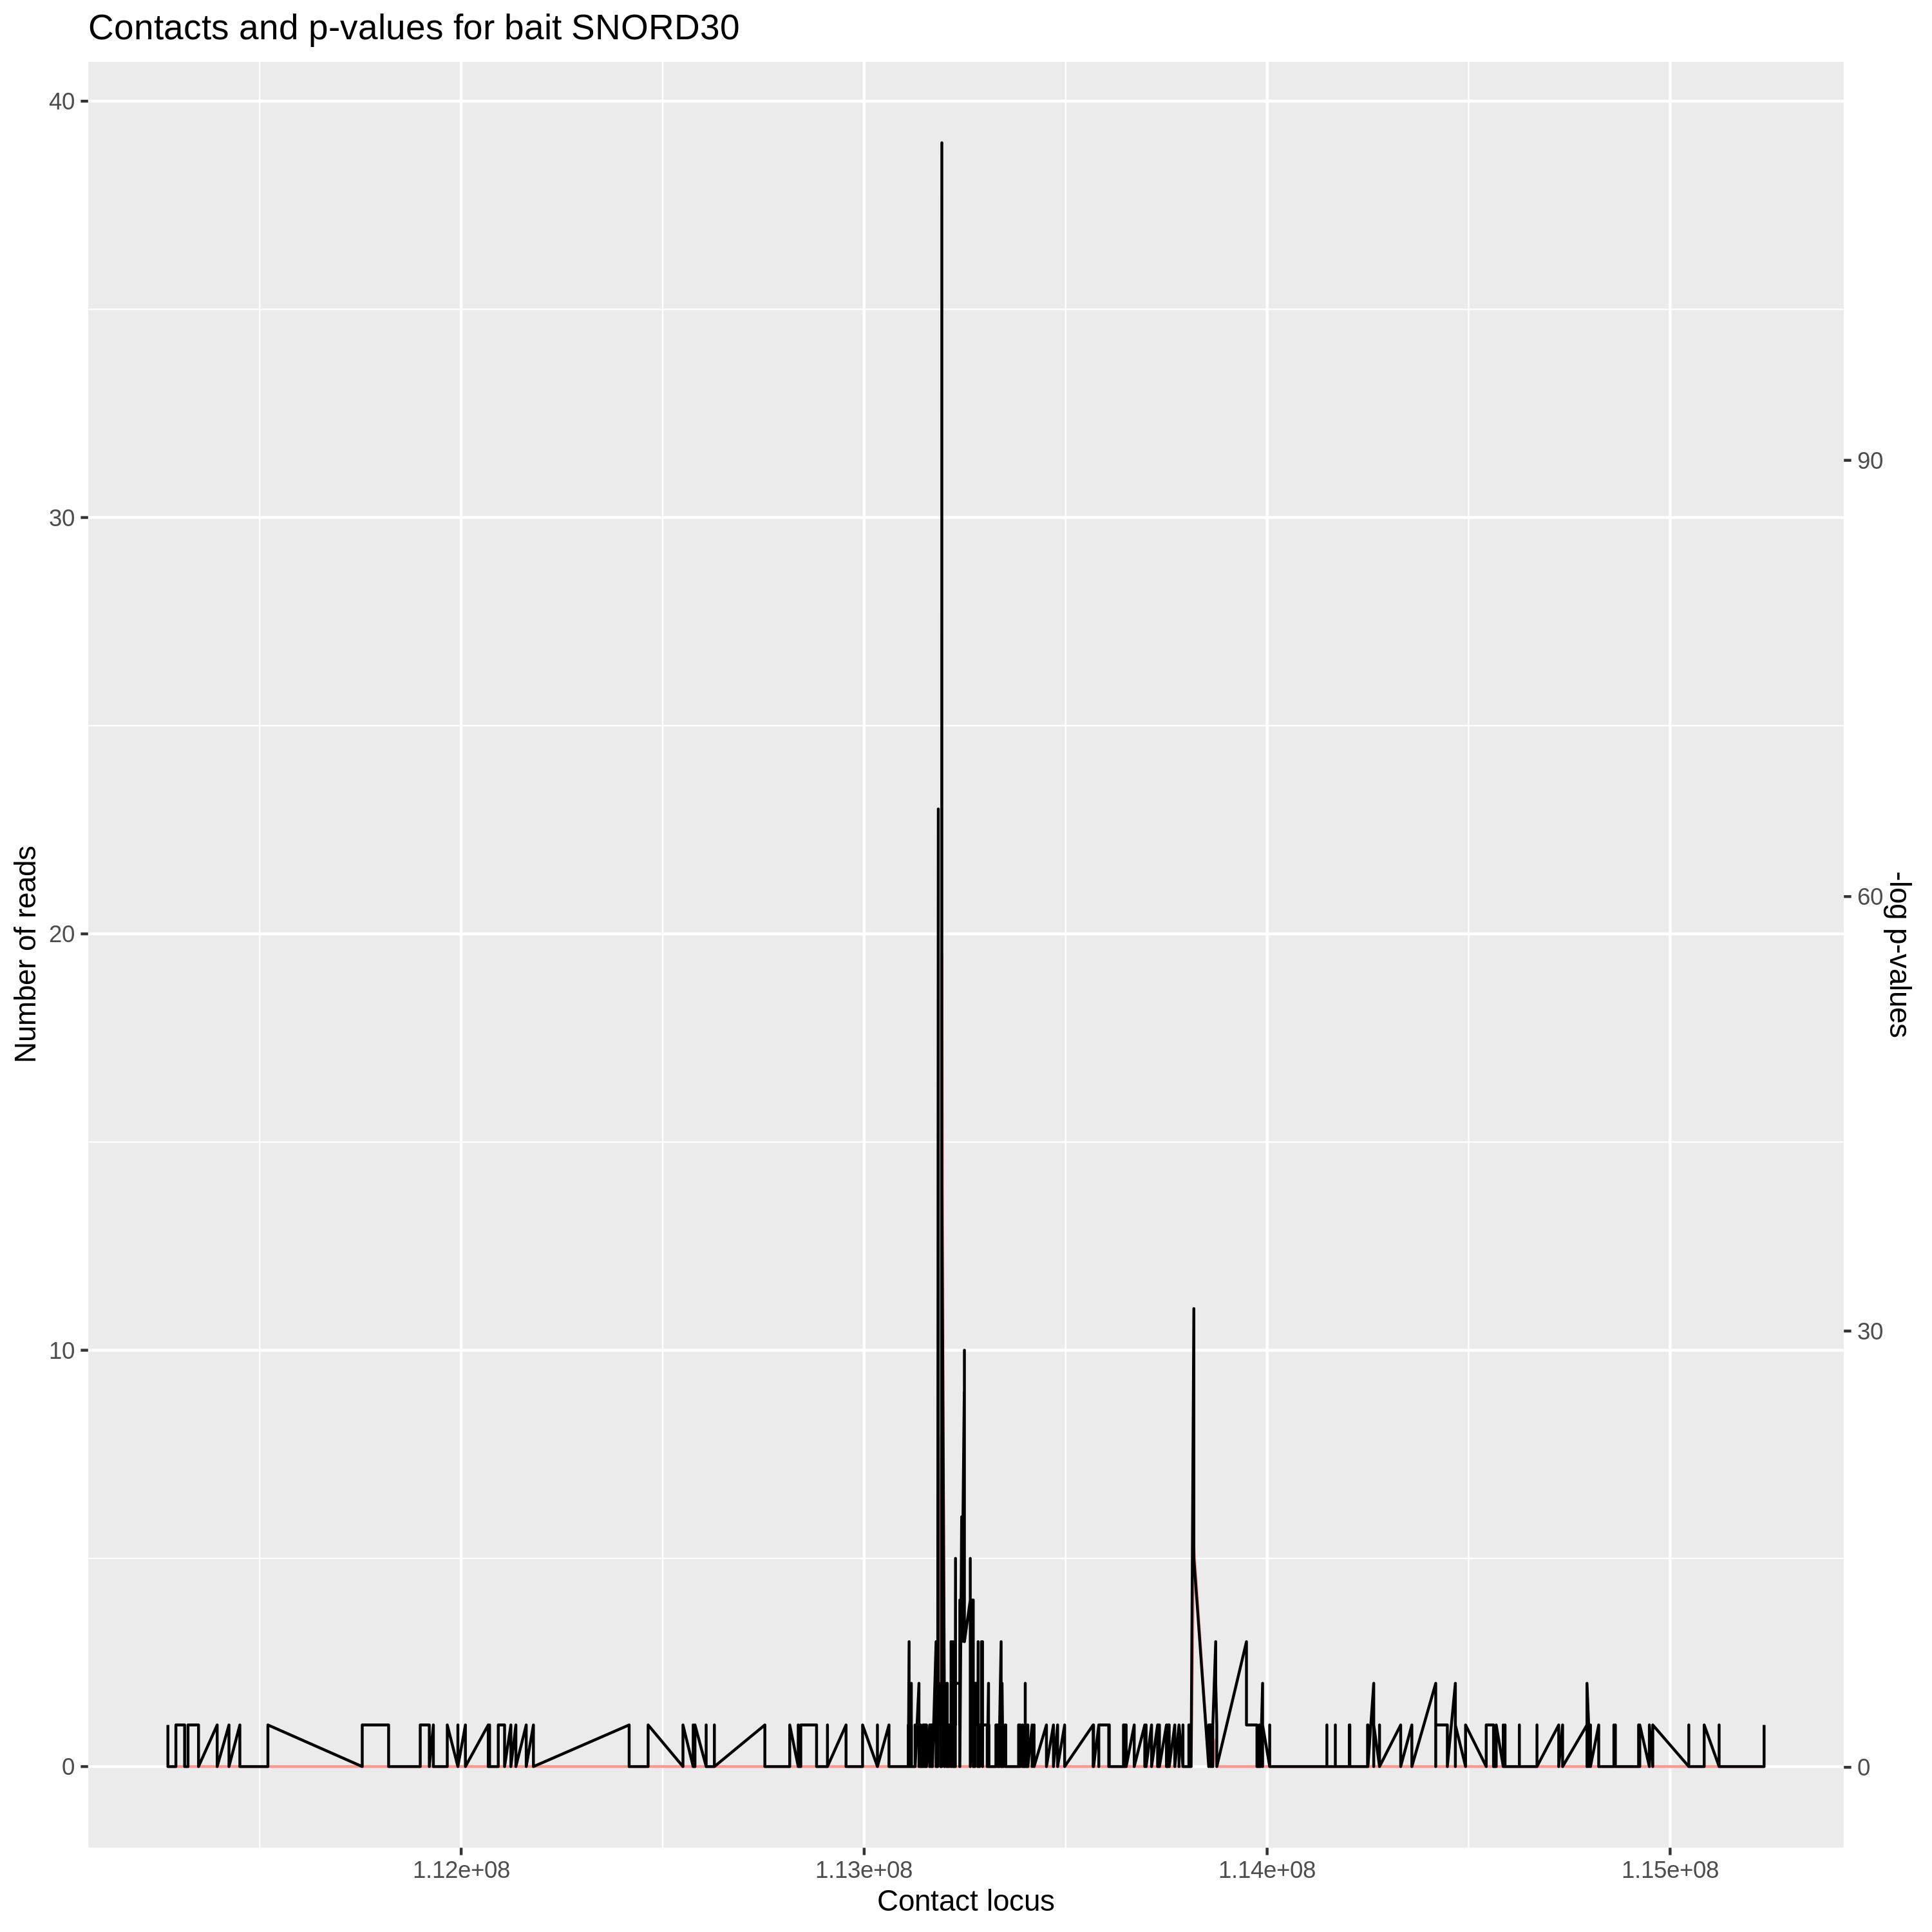 Contacts and p-values for bait SNORD30
40
30
20
10
0
Number of reads
90
60
30
0
-log p-values
1.12e+08
1.13e+08
1.14e+08
1.15e+08
Contact locus